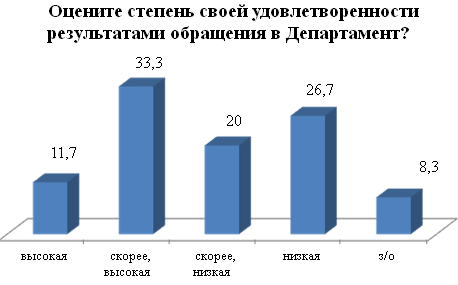 Оцените степень своей удовлетворенности
результатами обращения в Департамент?
33,3
26,7
20
11,7
8,3
высокая
скорее,
высокая
скорее,
низкая
низкая
з/о